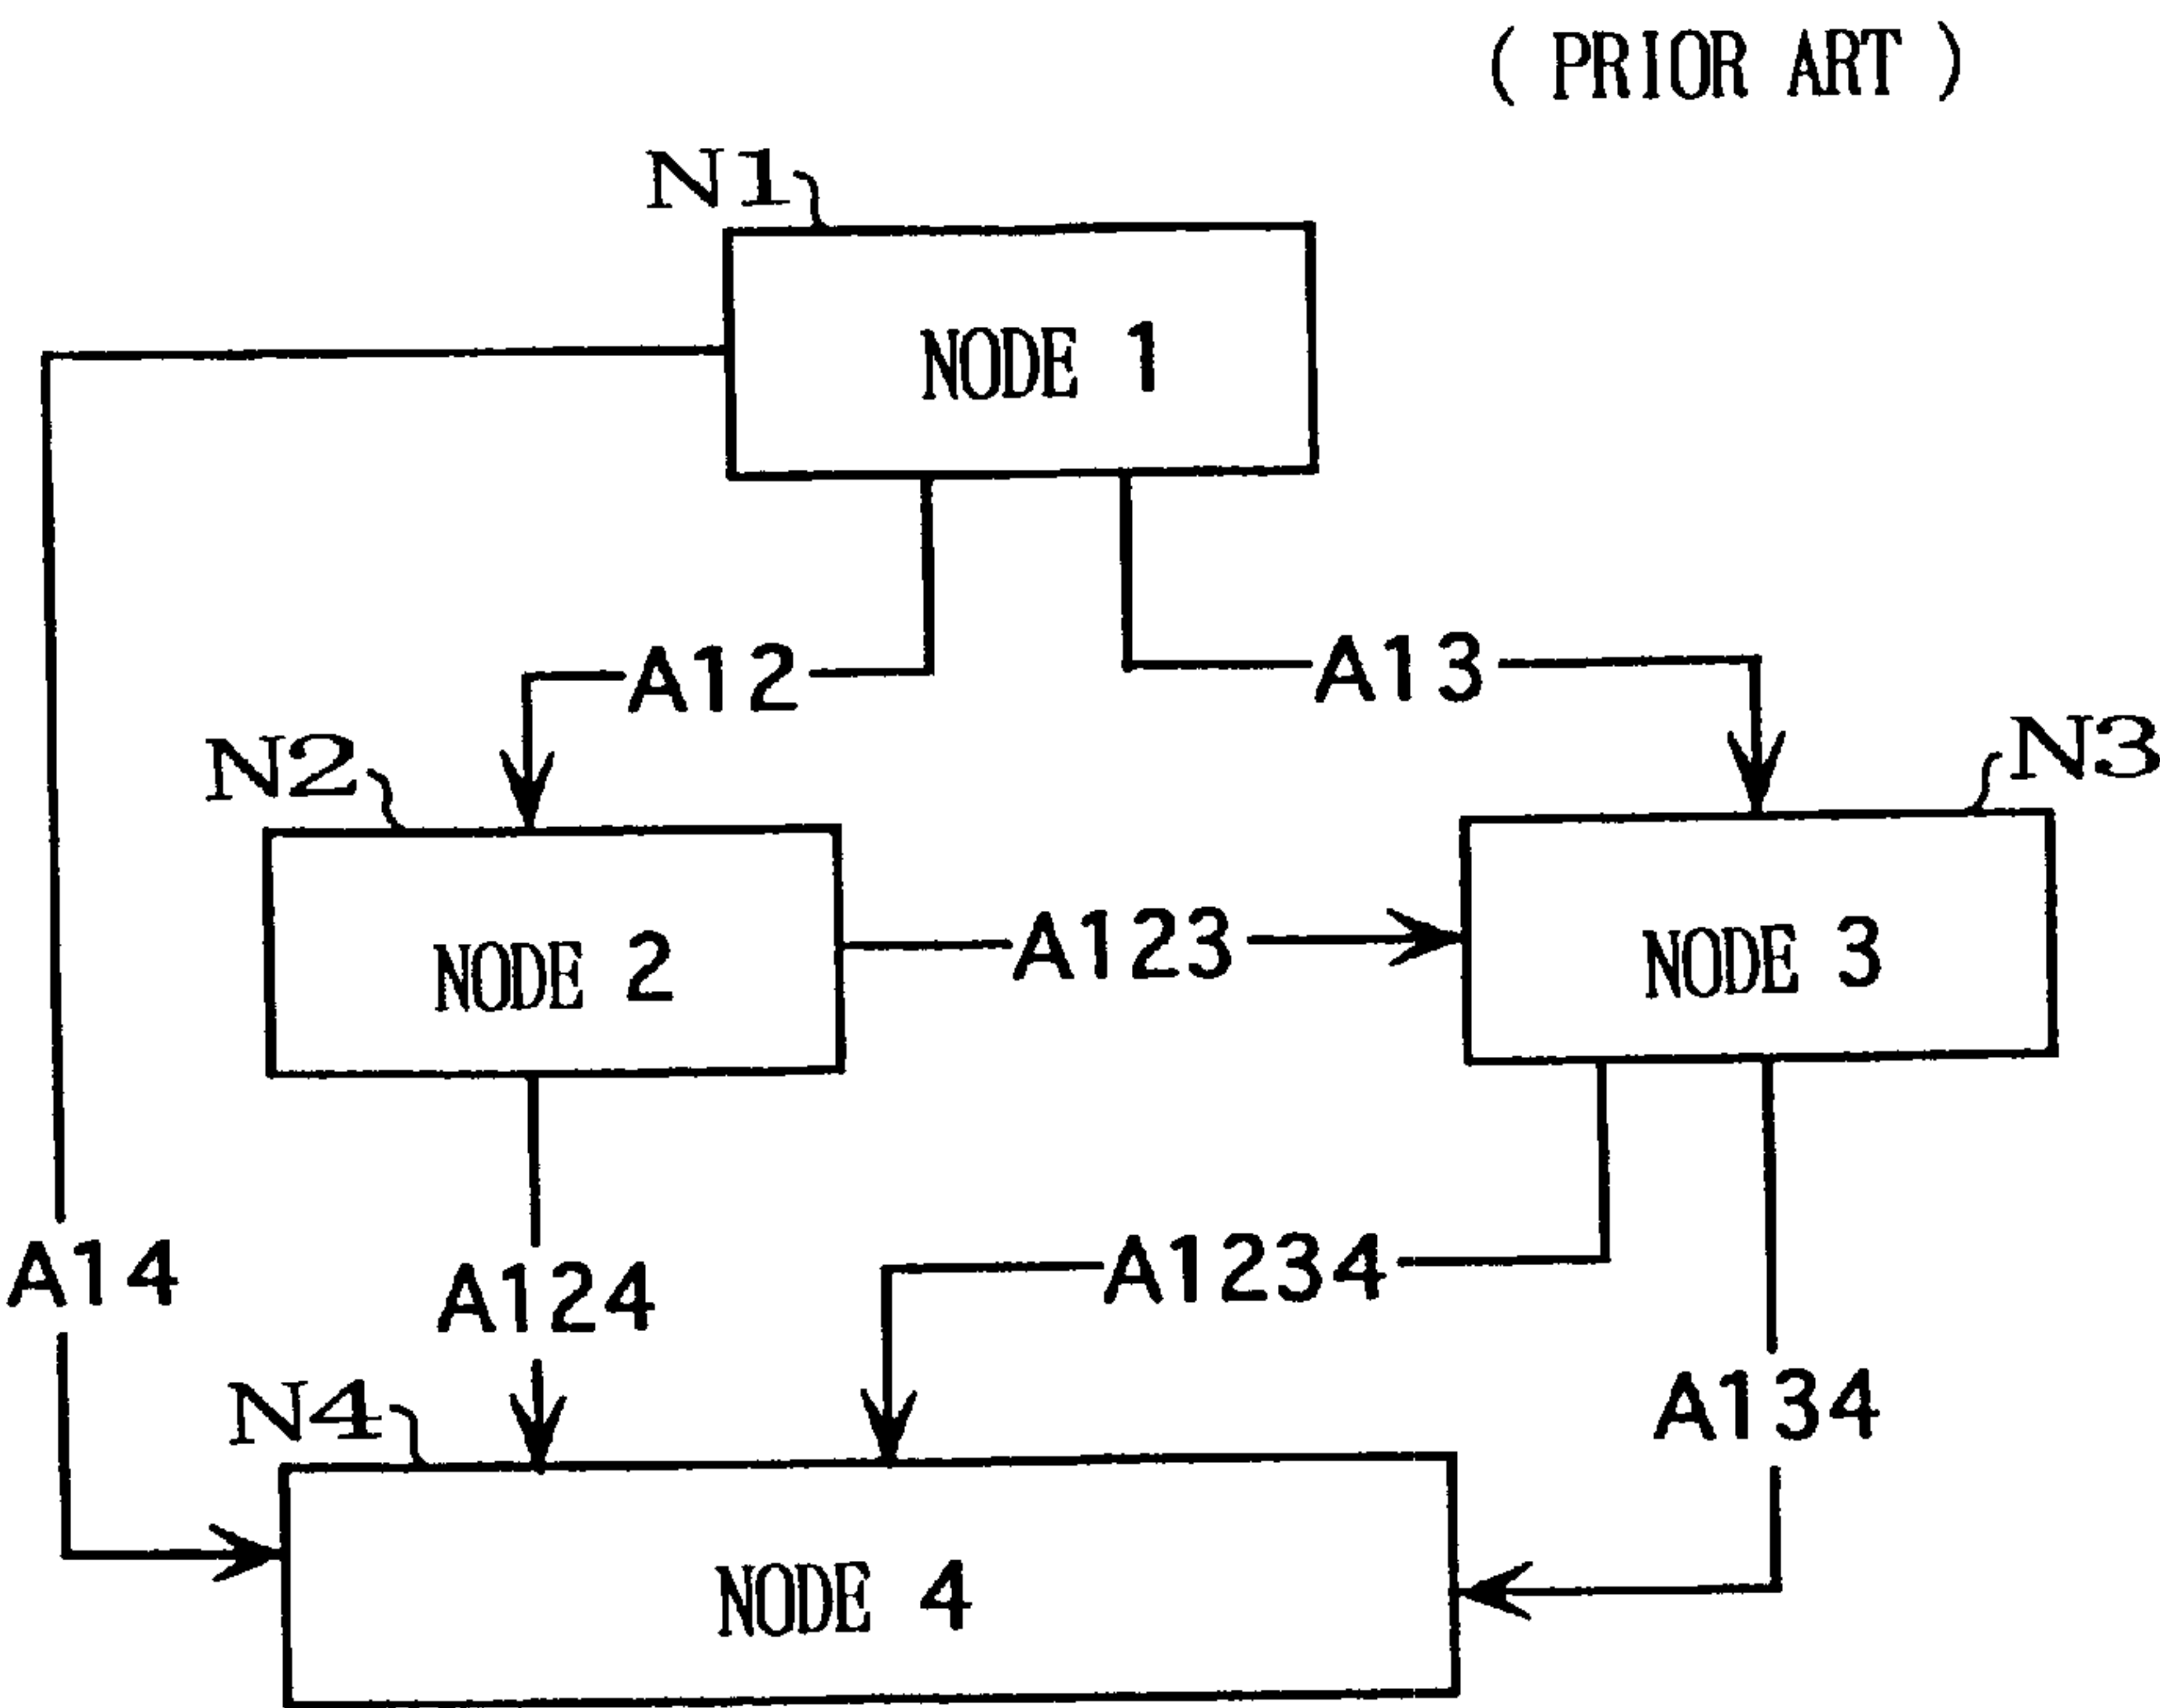 ( PRIOR ART )
N1
NODE 1
A12
A13
N2
N3
NODE 2
A123
NODE 3
A14
A124
A1234
A134
N4
NODE 4